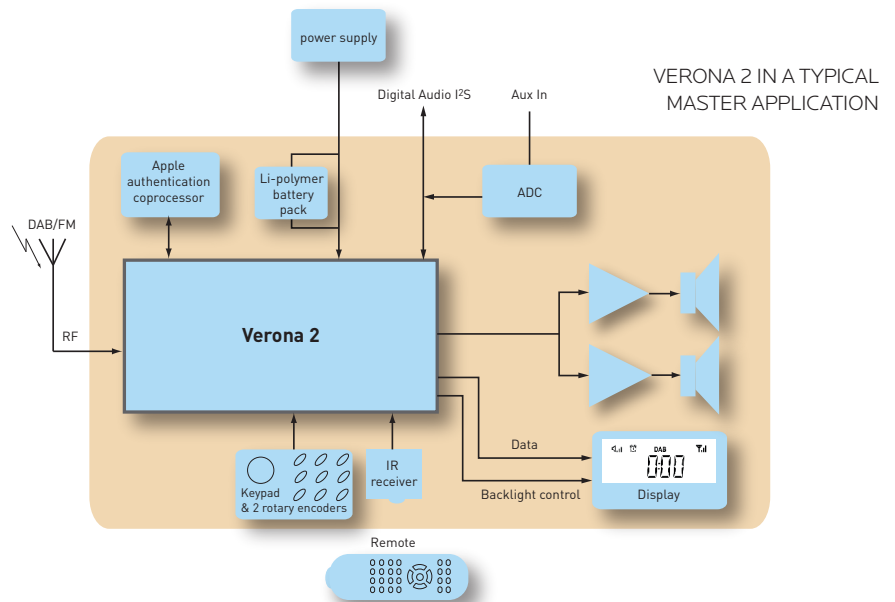 power supply
VERONA 2 IN A TYPICAL
MASTER APPLICATION
Digital Audio I²S
Aux In
Apple
authentication
coprocessor
Li-polymer
battery
pack
ADC
DAB/FM
Verona 2
RF
Data
Backlight control
Keypad
& 2 rotary encoders
IR
receiver
DAB
0:00
Display
Remote